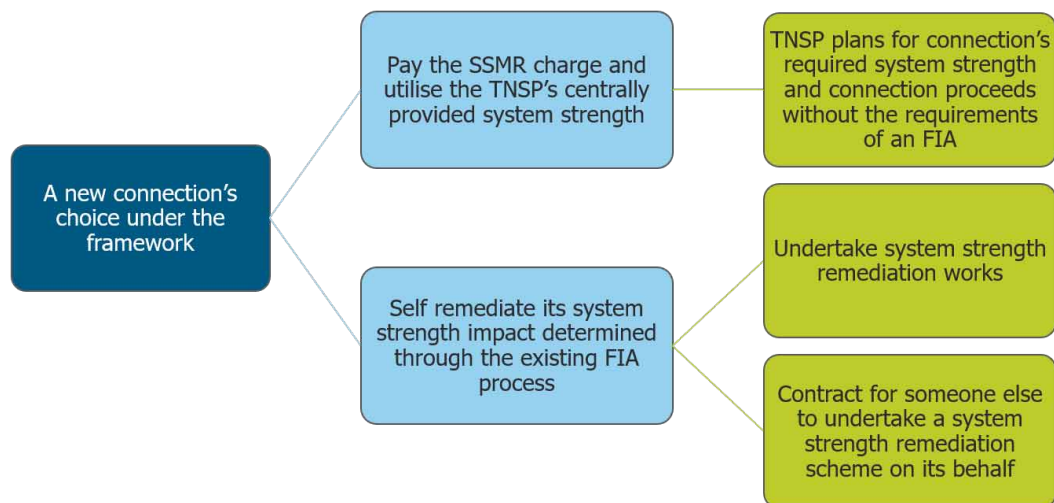 A new connection's
choice under the
framework
Pay the SSMR charge and
utilise the TNSP's centrally
provided system strength
TNSP plans for connection's
required system strength
and connection proceeds
without the requirements
of an FIA
Self remediate its system
strength impact determined
through the existing FIA
process
Undertake system strength
remediation works
Contract for someone else
to undertake a system
strength remediation
scheme on its behalf